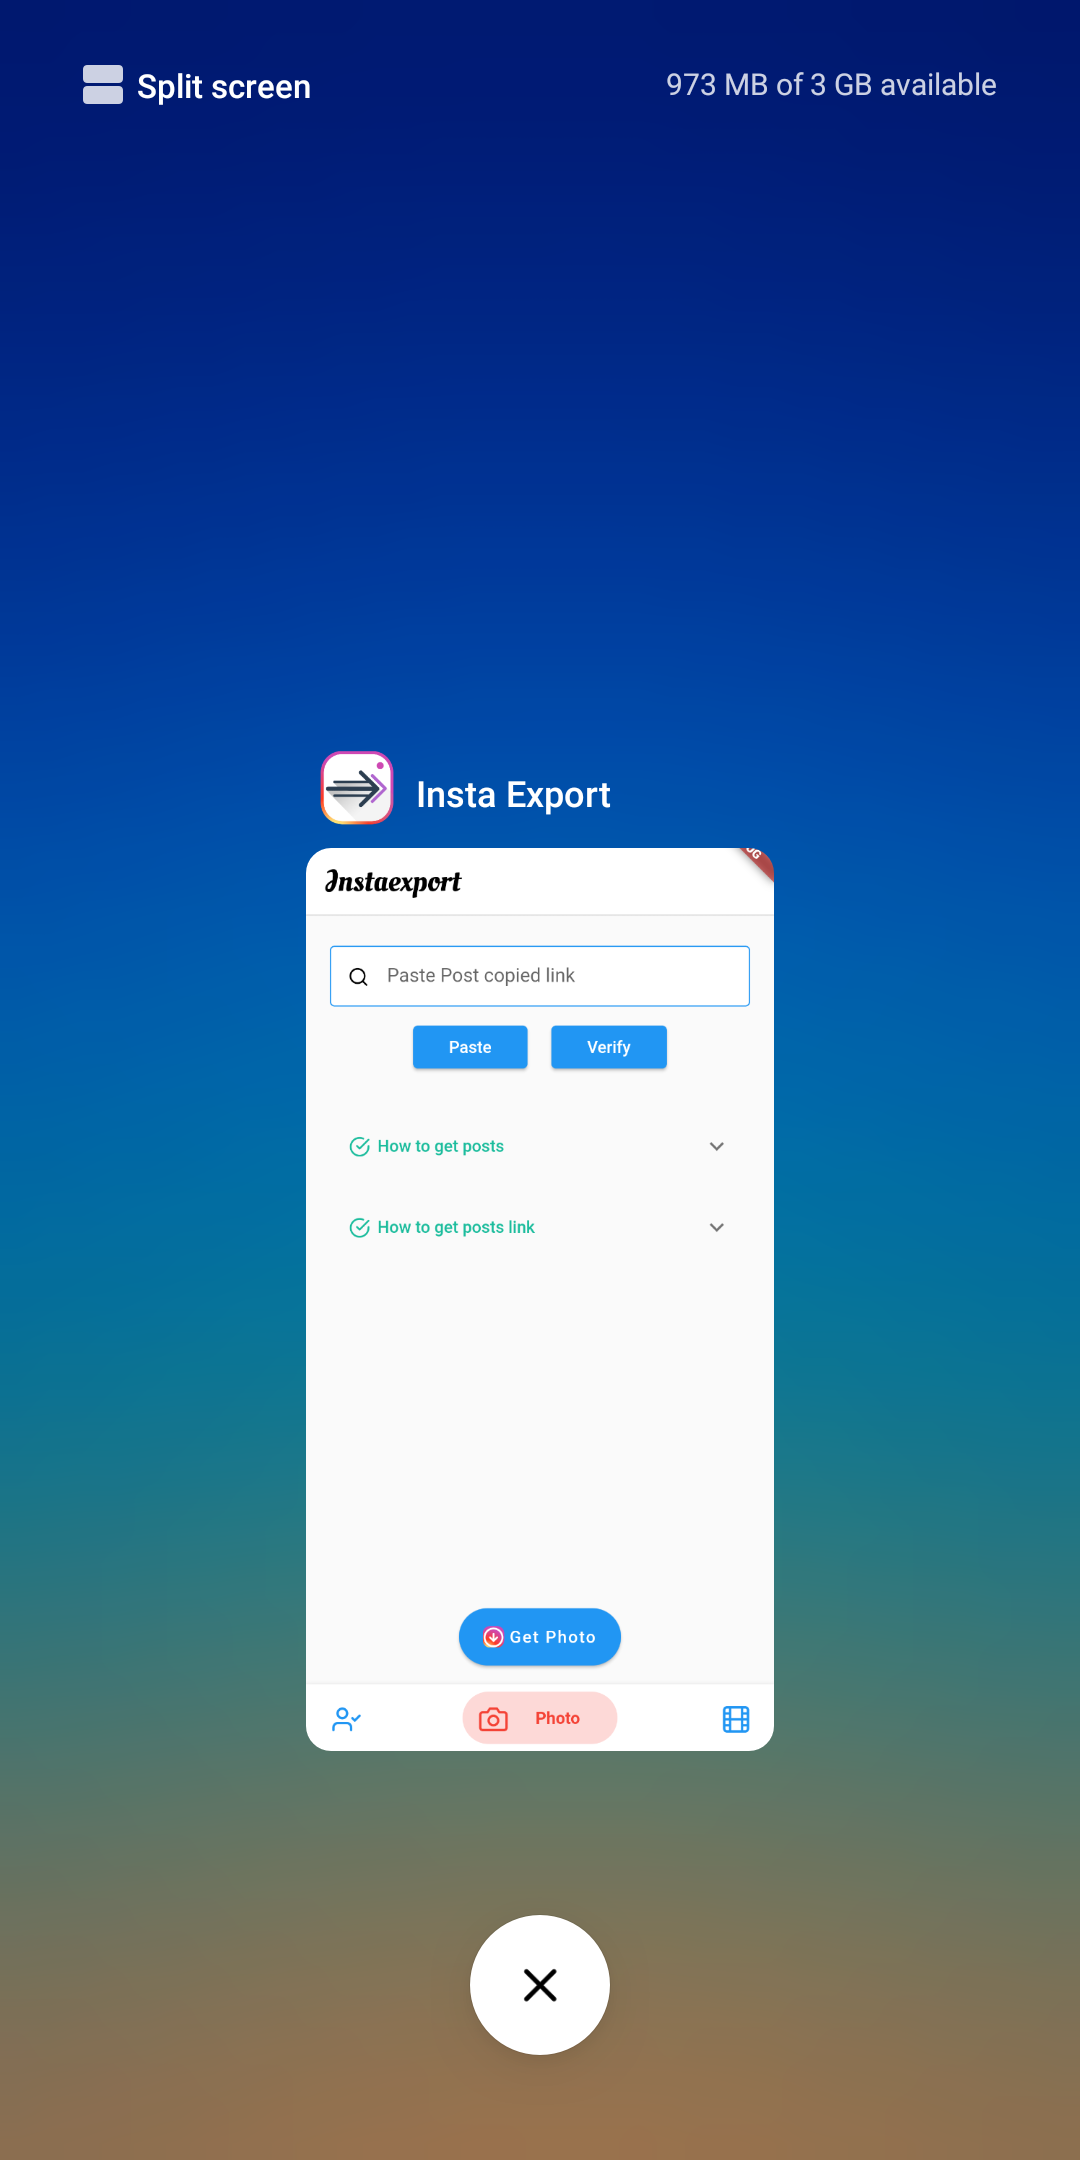 Split screen
973 MB of 3 GB available
Insta Export
Instaexport
Paste Post copied link
Paste
Verify
How to get posts
How to get posts link
Get Photo
Photo